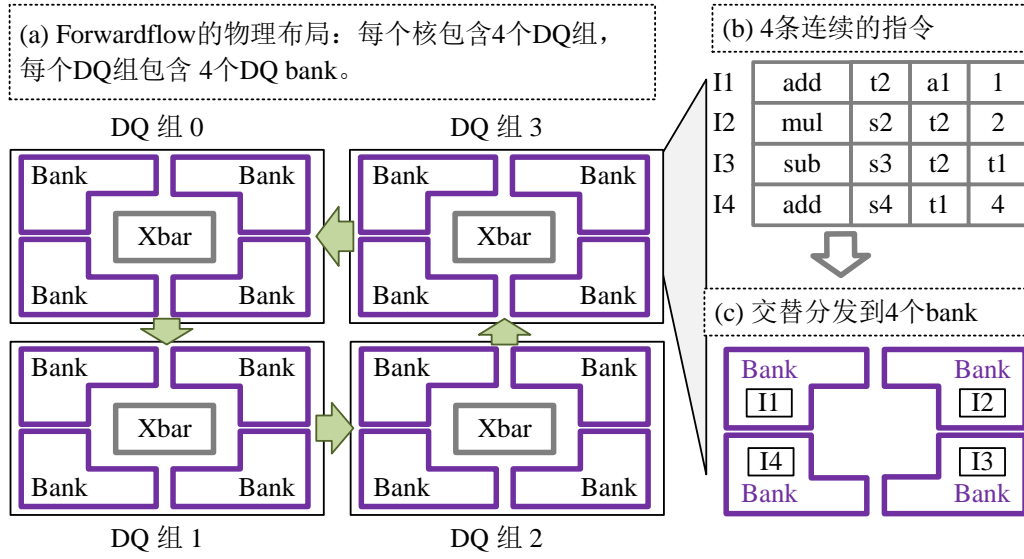 (a) Forwardflow的物理布局：每个核包含4个DQ组，
每个DQ组包含 4个DQ bank。
DQ 组 0
DQ 组 3
Bank
Bank
Xbar
Bank
Bank
Bank
Bank
Xbar
Bank
Bank
Bank
Bank
Xbar
Bank
Bank
Bank
Bank
Xbar
Bank
Bank
DQ 组 1
DQ 组 2
(b) 4条连续的指令
I1 add t2 a1 1
I2 mul s2 t2 2
I3 sub s3 t2 t1
I4 add s4 t1 4
(c) 交替分发到4个bank
Bank
I1
Bank
I2
I4
Bank
I3
Bank